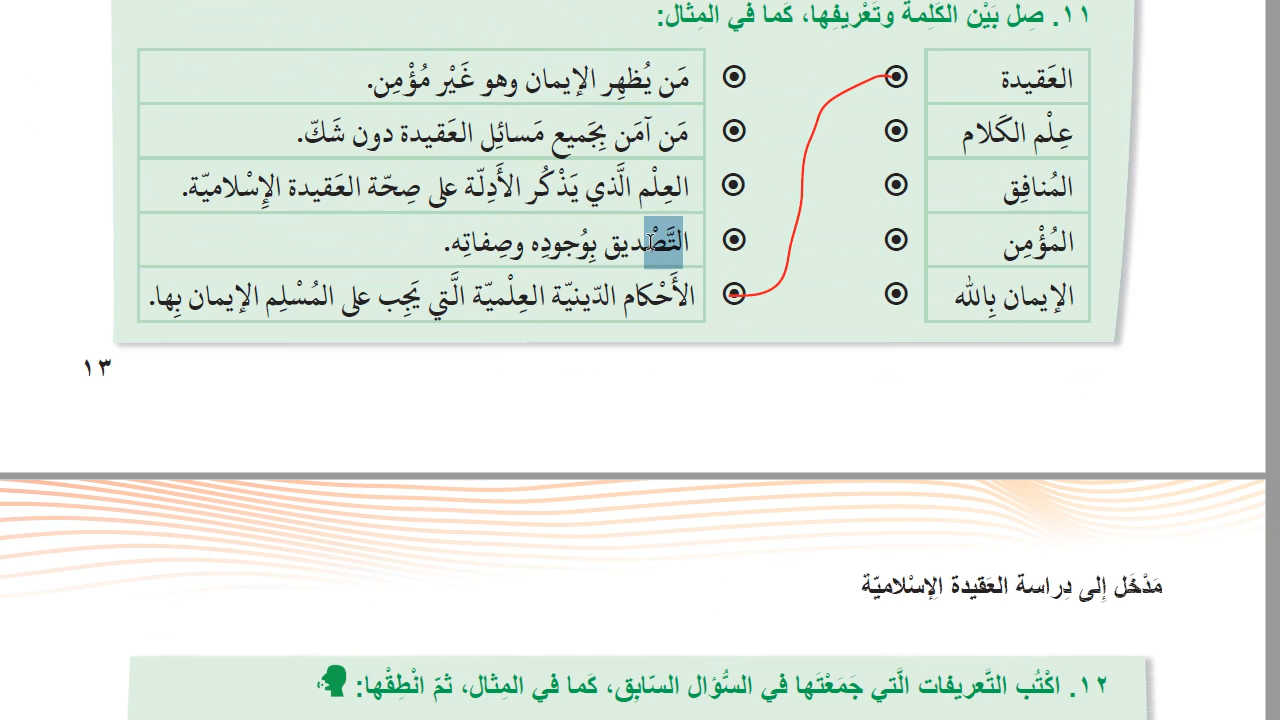 ١١. صِل بَيْن الكَلِمة وتَعْريفِها، كَما في المِثال:
العَقيدة
مَن يُظهِر الإيمان وهو غَيْر مُؤْمِن.
عِلْم الكَلام
مَن آمَن بِجَميع مَسائِل العَقيدة دون شَكّ.
المُنافِق
العِلْم الَّذي يَذْكُر الأَدِلّة على صِحّة العَقيدة الإِسْلاميّة.
المُؤْمِن
التَّصْديق بِوُجودِه وصِفاتِه.
الإيمان بِالله
الأَحْكام الدّينيّة العِلْميّة الَّتي يَجِب على المُسْلِم الإيمان بِها.
١٣
مَدْخَل إِلى دِراسة العَقيدة الإسْلاميّة
١٢. اكْتُب التَّعريفات الَّتي جَمَعْتَها في السُّؤال السّابِق، كَما في المِثال، ثمّ انْطِقْها: